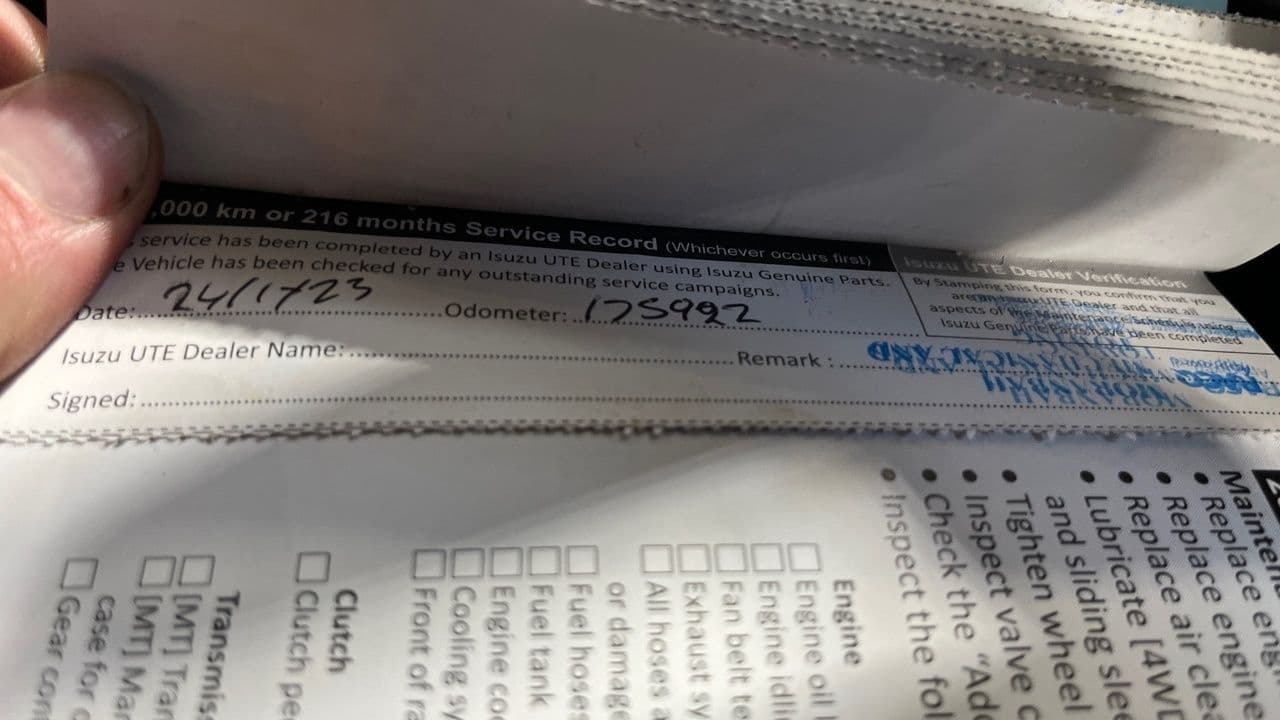 ,000 km or 216 months Service Record (Whichever occurs first)
service has been completed by an Isuzu UTE Dealer using Isuzu Genuine Parts.
e Vehicle has been checked for any outstanding service campaigns.
Date: 24/1/23
Odometer: 175992
Isuzu UTE Dealer Name:
Remark :
Signed:
Isuzu UTE Dealer Verification
By Stamping this form, you confirm that you
are an Isuzu UTE Dealer and that all
aspects of the Maintenance Schedule using
Isuzu Genuine Parts have been completed
Mainten
• Replace eng
• Replace engine
• Replace air clea
• Lubricate [4WD
and sliding slee
• Tighten wheel
• Inspect valve c
• Check the "Ad
• Inspect the fol
Engine
Engine oil l
Engine idli
Fan belt te
Exhaust sy
All hoses a
or damage
Fuel hoses
Fuel tank
Engine coo
Cooling sy
Front of ra
Clutch
Clutch pe
Transmiss
[MT] Tran
[MT] Man
case for o
Gear con